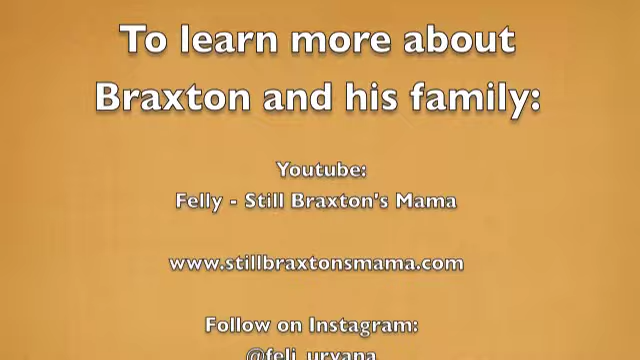 To learn more about
Braxton and his family:
Youtube:
Felly - Still Braxton's Mama
www.stillbraxtonsmama.com
Follow on Instagram: